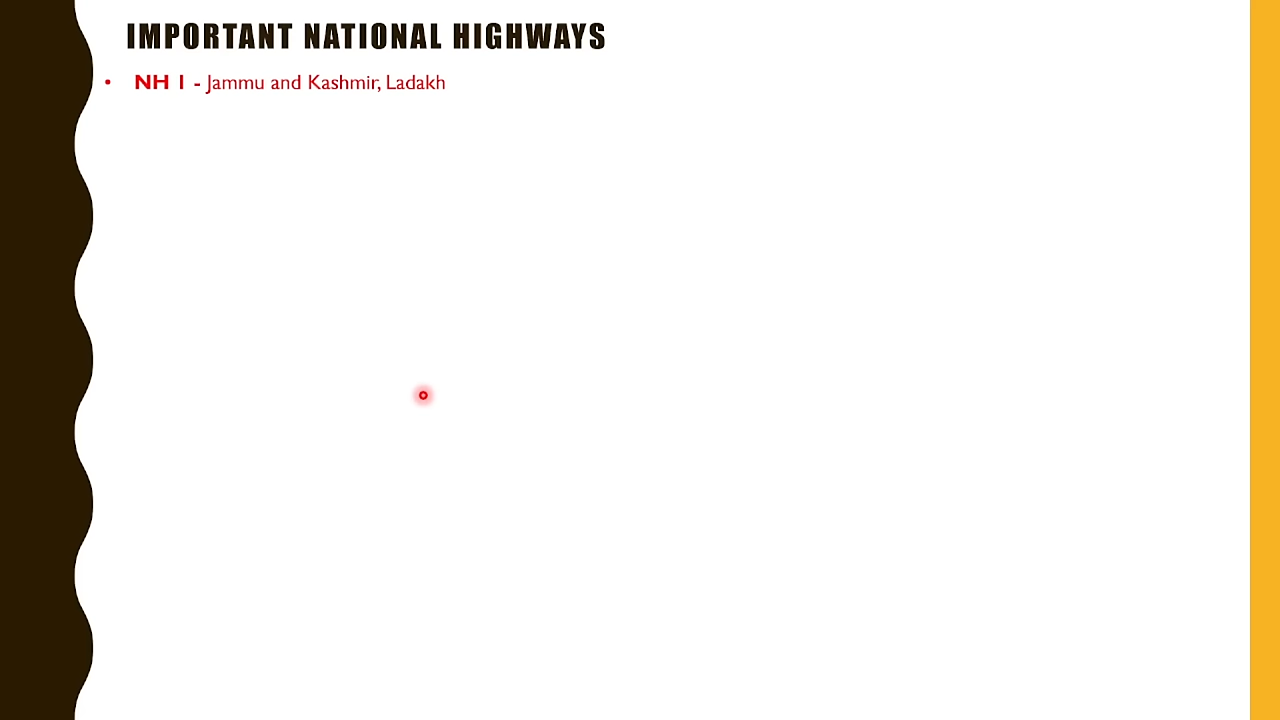 IMPORTANT NATIONAL HIGHWAYS
• NH 1 - Jammu and Kashmir, Ladakh